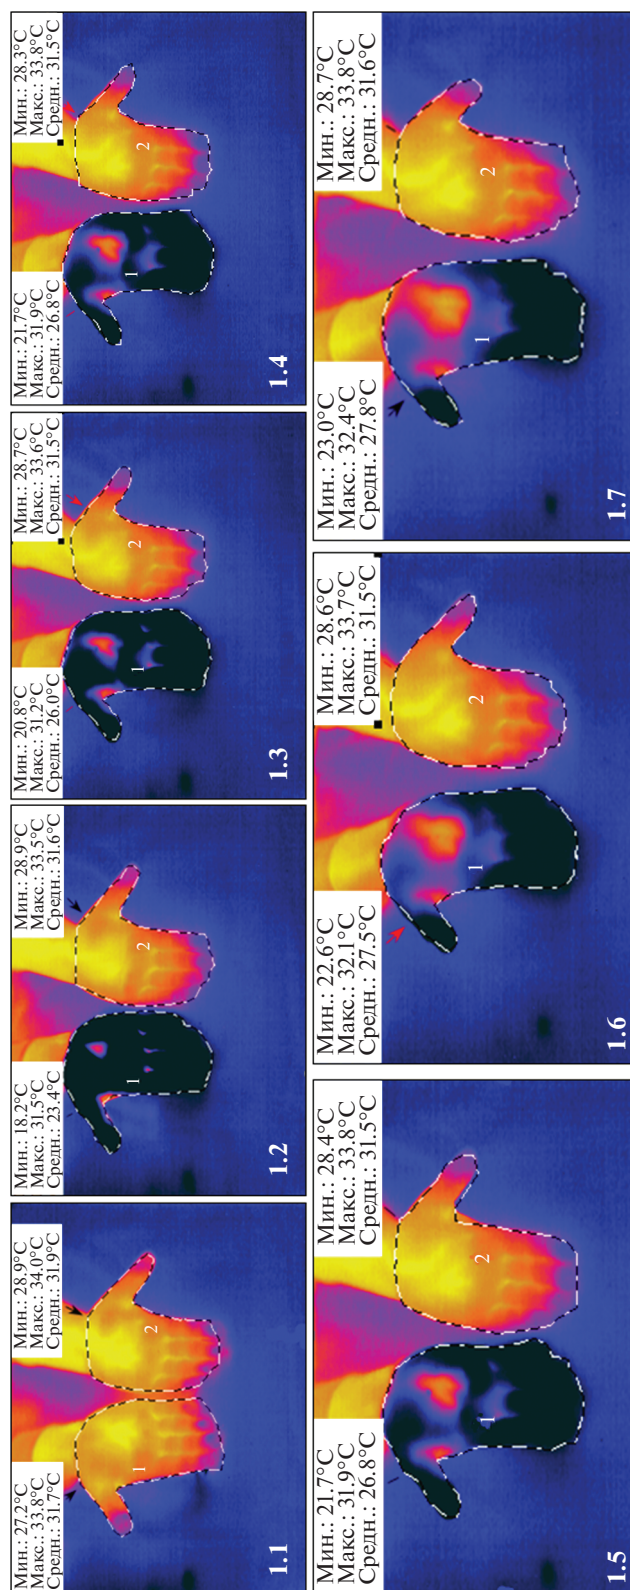 Мин.: 27.2°C
Макс.: 33.8°C
Средн.: 31.7°C
Мин.: 28.9°C
Макс.: 34.0°C
Средн.: 31.9°C
1
2
1.1
Мин.: 18.2°C
Макс.: 31.5°C
Средн.: 23.4°C
Мин.: 28.9°C
Макс.: 33.5°C
Средн.: 31.6°C
1
2
1.2
Мин.: 20.8°C
Макс.: 31.2°C
Средн.: 26.0°C
Мин.: 28.7°C
Макс.: 33.6°C
Средн.: 31.5°C
1
2
1.3
Мин.: 21.7°C
Макс.: 31.9°C
Средн.: 26.8°C
Мин.: 28.3°C
Макс.: 33.8°C
Средн.: 31.5°C
1
2
1.4
Мин.: 21.7°C
Макс.: 31.9°C
Средн.: 26.8°C
Мин.: 28.4°C
Макс.: 33.8°C
Средн.: 31.5°C
1
2
1.5
Мин.: 22.6°C
Макс.: 32.1°C
Средн.: 27.5°C
Мин.: 28.6°C
Макс.: 33.7°C
Средн.: 31.5°C
1
2
1.6
Мин.: 23.0°C
Макс.: 32.4°C
Средн.: 27.8°C
Мин.: 28.7°C
Макс.: 33.8°C
Средн.: 31.6°C
1
2
1.7